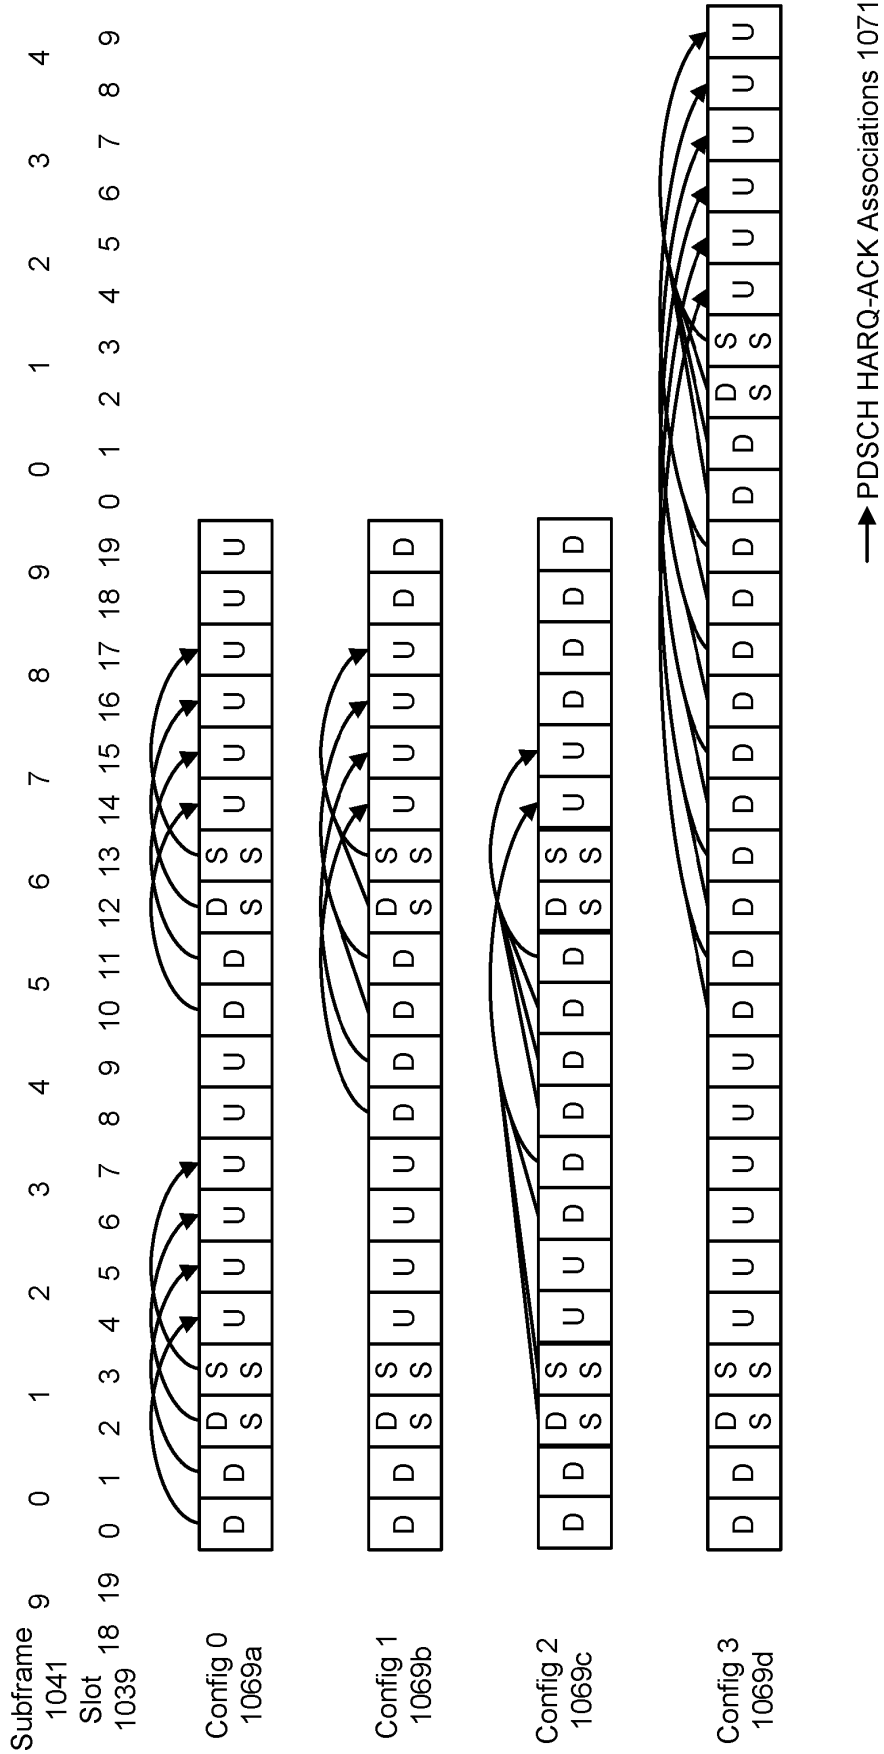 Subframe 9 0 1 2 3 4 5 6 7 8 9 0 1 2 3 4
1041
Slot 18 19 0 1 2 3 4 5 6 7 8 9 10 11 12 13 14 15 16 17 18 19 0 1 2 3 4 5 6 7 8 9
1039
Config 0
1069a
D D D S U U U U U U D D D S U U U U U U
S S S S
Config 1
1069b
D D D S U U U U D D D D D S U U U U D D
S S S S
Config 2
1069c
D D D S U U D D D D D D D S U U D D D D
S S S S
Config 3
1069d
D D D S U U U U U U D D D D D D D D D D D D D S U U U U U U
S S S S
PDSCH HARQ-ACK Associations 1071